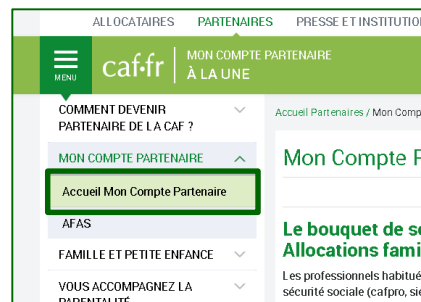 ALLOCATAIRES PARTENAIRES PRESSE ET INSTITUTION
MENU
caf•fr
MON COMPTE PARTENAIRE
À LA UNE
COMMENT DEVENIR
PARTENAIRE DE LA CAF ?
MON COMPTE PARTENAIRE
Accueil Mon Compte Partenaire
AFAS
FAMILLE ET PETITE ENFANCE
VOUS ACCOMPAGNEZ LA
PARENTALITÉ
Accueil Partenaires / Mon Comp
Mon Compte
Le bouquet de se
Allocations fami
Les professionnels habitué
sécurité sociale (cafpro, sie